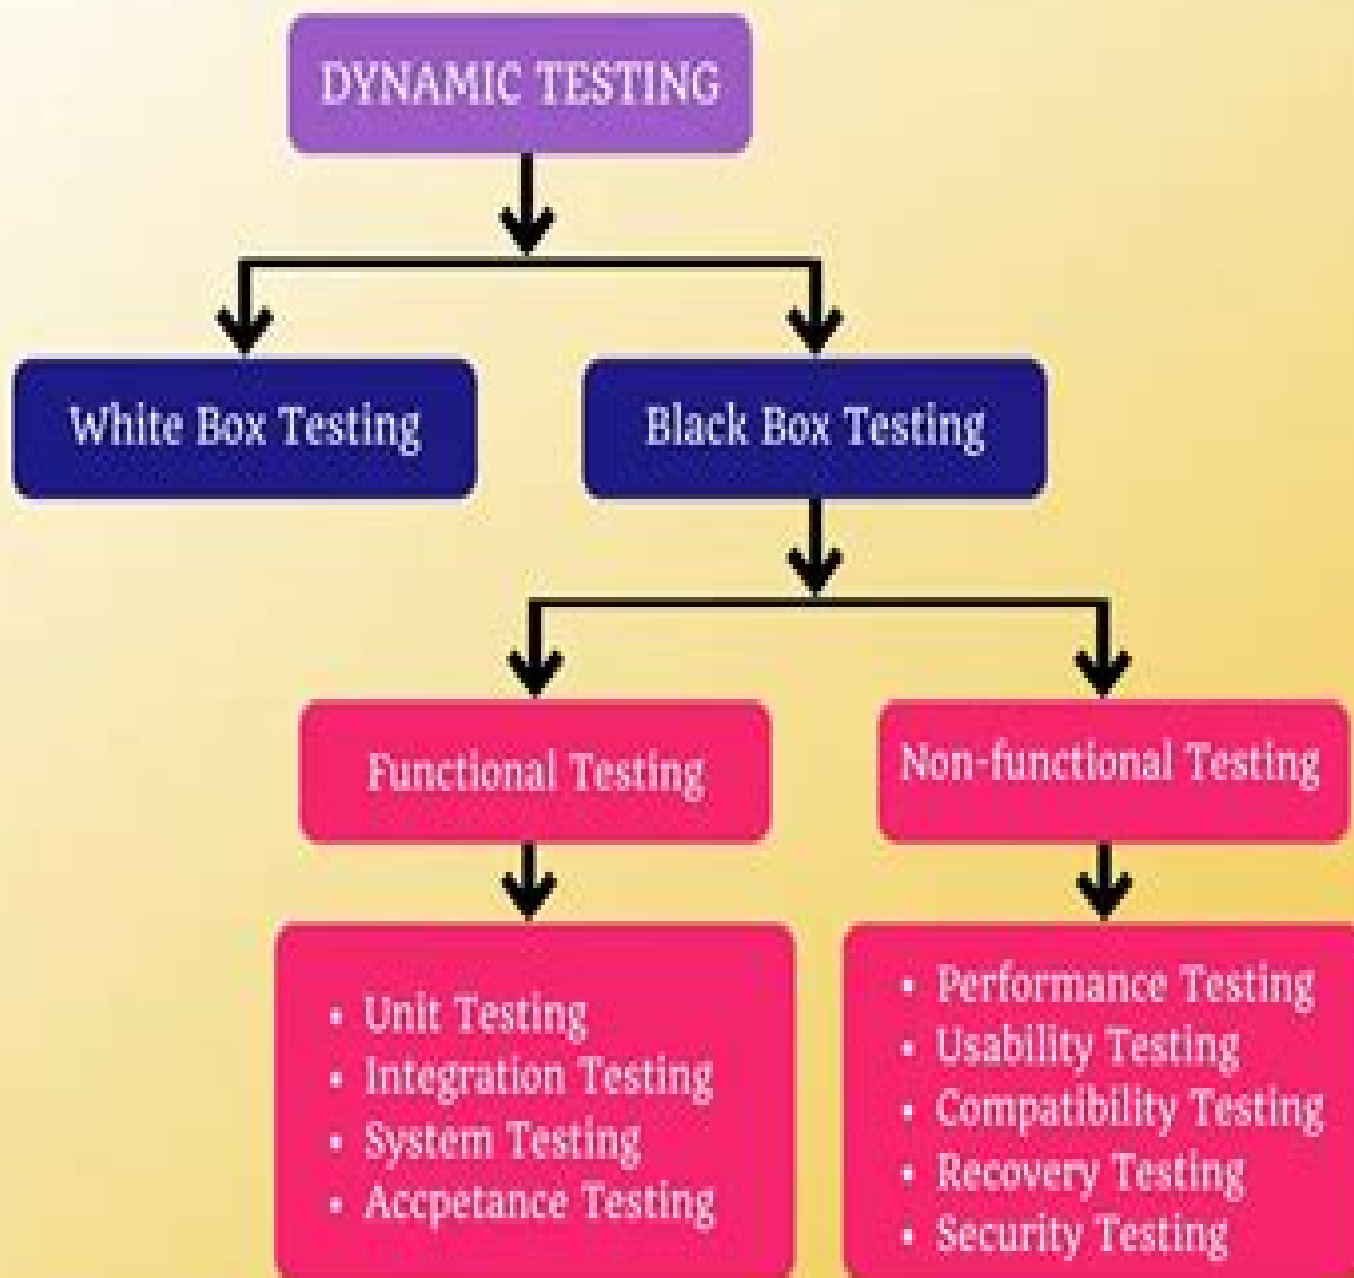 DYNAMIC TESTING
White Box Testing
Black Box Testing
Functional Testing
Non-functional Testing
• Unit Testing
• Integration Testing
• System Testing
• Accpetance Testing
• Performance Testing
• Usability Testing
• Compatibility Testing
• Recovery Testing
• Security Testing